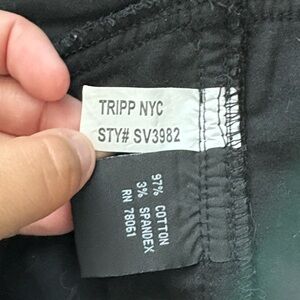 TRIPP NYC
STY# SV3982
97% COTTON
3% SPANDEX
RN 78061